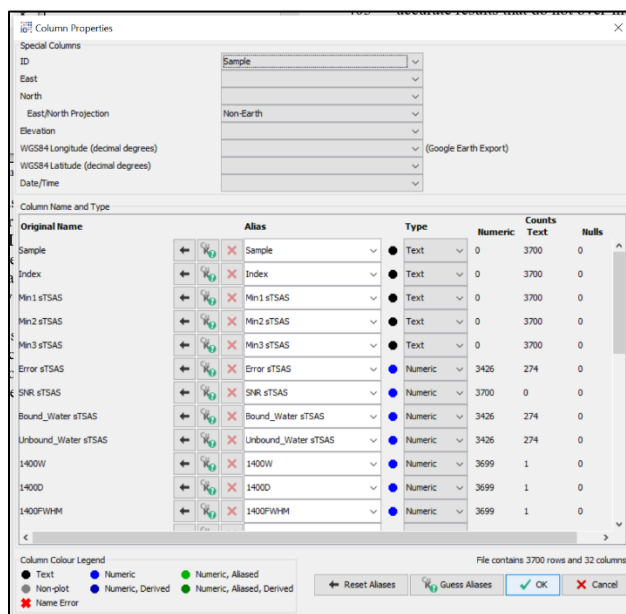 Column Properties
Special Columns
ID Sample
East
North
East/North Projection Non-Earth
Elevation
WGS84 Longitude (decimal degrees) (Google Earth Export)
WGS84 Latitude (decimal degrees)
Date/Time
Column Name and Type
Counts
Original Name Alias Type Numeric Text Nulls
Sample Sample Text 0 3700 0
Index Index Text 0 3700 0
Min1 sTSAS Min1 sTSAS Text 0 3700 0
Min2 sTSAS Min2 sTSAS Text 0 3700 0
Min3 sTSAS Min3 sTSAS Text 0 3700 0
Error sTSAS Error sTSAS Numeric 3426 274 0
SNR sTSAS SNR sTSAS Numeric 3700 0 0
Bound_Water sTSAS Bound_Water sTSAS Numeric 3426 274 0
Unbound_Water sTSAS Unbound_Water sTSAS Numeric 3426 274 0
1400W 1400W Numeric 3699 1 0
1400D 1400D Numeric 3699 1 0
1400FWHM 1400FWHM Numeric 3699 1 0
Column Colour Legend File contains 3700 rows and 32 columns
Text Numeric Numeric, Aliased
Non-plot Numeric, Derived Numeric, Aliased, Derived
Name Error
Reset Aliases Guess Aliases OK Cancel